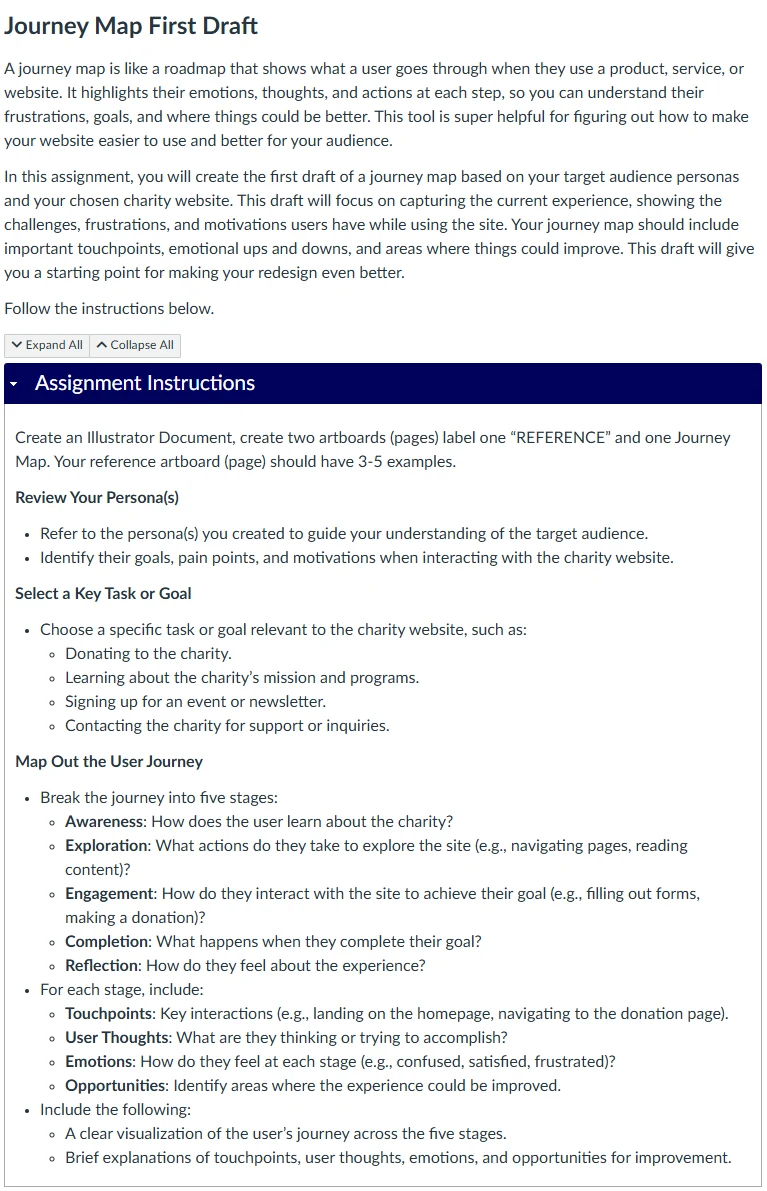 Journey Map First Draft
A journey map is like a roadmap that shows what a user goes through when they use a product, service, or
website. It highlights their emotions, thoughts, and actions at each step, so you can understand their
frustrations, goals, and where things could be better. This tool is super helpful for figuring out how to make
your website easier to use and better for your audience.
In this assignment, you will create the first draft of a journey map based on your target audience personas
and your chosen charity website. This draft will focus on capturing the current experience, showing the
challenges, frustrations, and motivations users have while using the site. Your journey map should include
important touchpoints, emotional ups and downs, and areas where things could improve. This draft will give
you a starting point for making your redesign even better.
Follow the instructions below.
Expand All Collapse All
Assignment Instructions
Create an Illustrator Document, create two artboards (pages) label one “REFERENCE” and one Journey
Map. Your reference artboard (page) should have 3-5 examples.
Review Your Persona(s)
• Refer to the persona(s) you created to guide your understanding of the target audience.
• Identify their goals, pain points, and motivations when interacting with the charity website.
Select a Key Task or Goal
• Choose a specific task or goal relevant to the charity website, such as:
◦ Donating to the charity.
◦ Learning about the charity’s mission and programs.
◦ Signing up for an event or newsletter.
◦ Contacting the charity for support or inquiries.
Map Out the User Journey
• Break the journey into five stages:
◦ Awareness: How does the user learn about the charity?
◦ Exploration: What actions do they take to explore the site (e.g., navigating pages, reading
content)?
◦ Engagement: How do they interact with the site to achieve their goal (e.g., filling out forms,
making a donation)?
◦ Completion: What happens when they complete their goal?
◦ Reflection: How do they feel about the experience?
• For each stage, include:
◦ Touchpoints: Key interactions (e.g., landing on the homepage, navigating to the donation page).
◦ User Thoughts: What are they thinking or trying to accomplish?
◦ Emotions: How do they feel at each stage (e.g., confused, satisfied, frustrated)?
◦ Opportunities: Identify areas where the experience could be improved.
• Include the following:
◦ A clear visualization of the user’s journey across the five stages.
◦ Brief explanations of touchpoints, user thoughts, emotions, and opportunities for improvement.